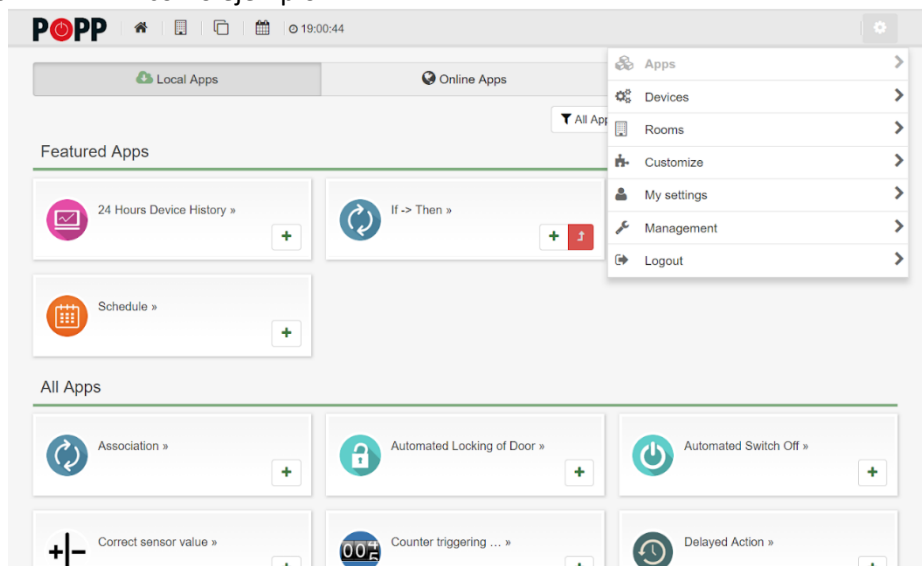 POPP
19:00:44
Local Apps
Online Apps
All App
Apps
Devices
Rooms
Customize
My settings
Management
Logout
Featured Apps
24 Hours Device History »
If -> Then »
Schedule »
All Apps
Association »
Automated Locking of Door »
Automated Switch Off »
Correct sensor value »
Counter triggering ... »
Delayed Action »